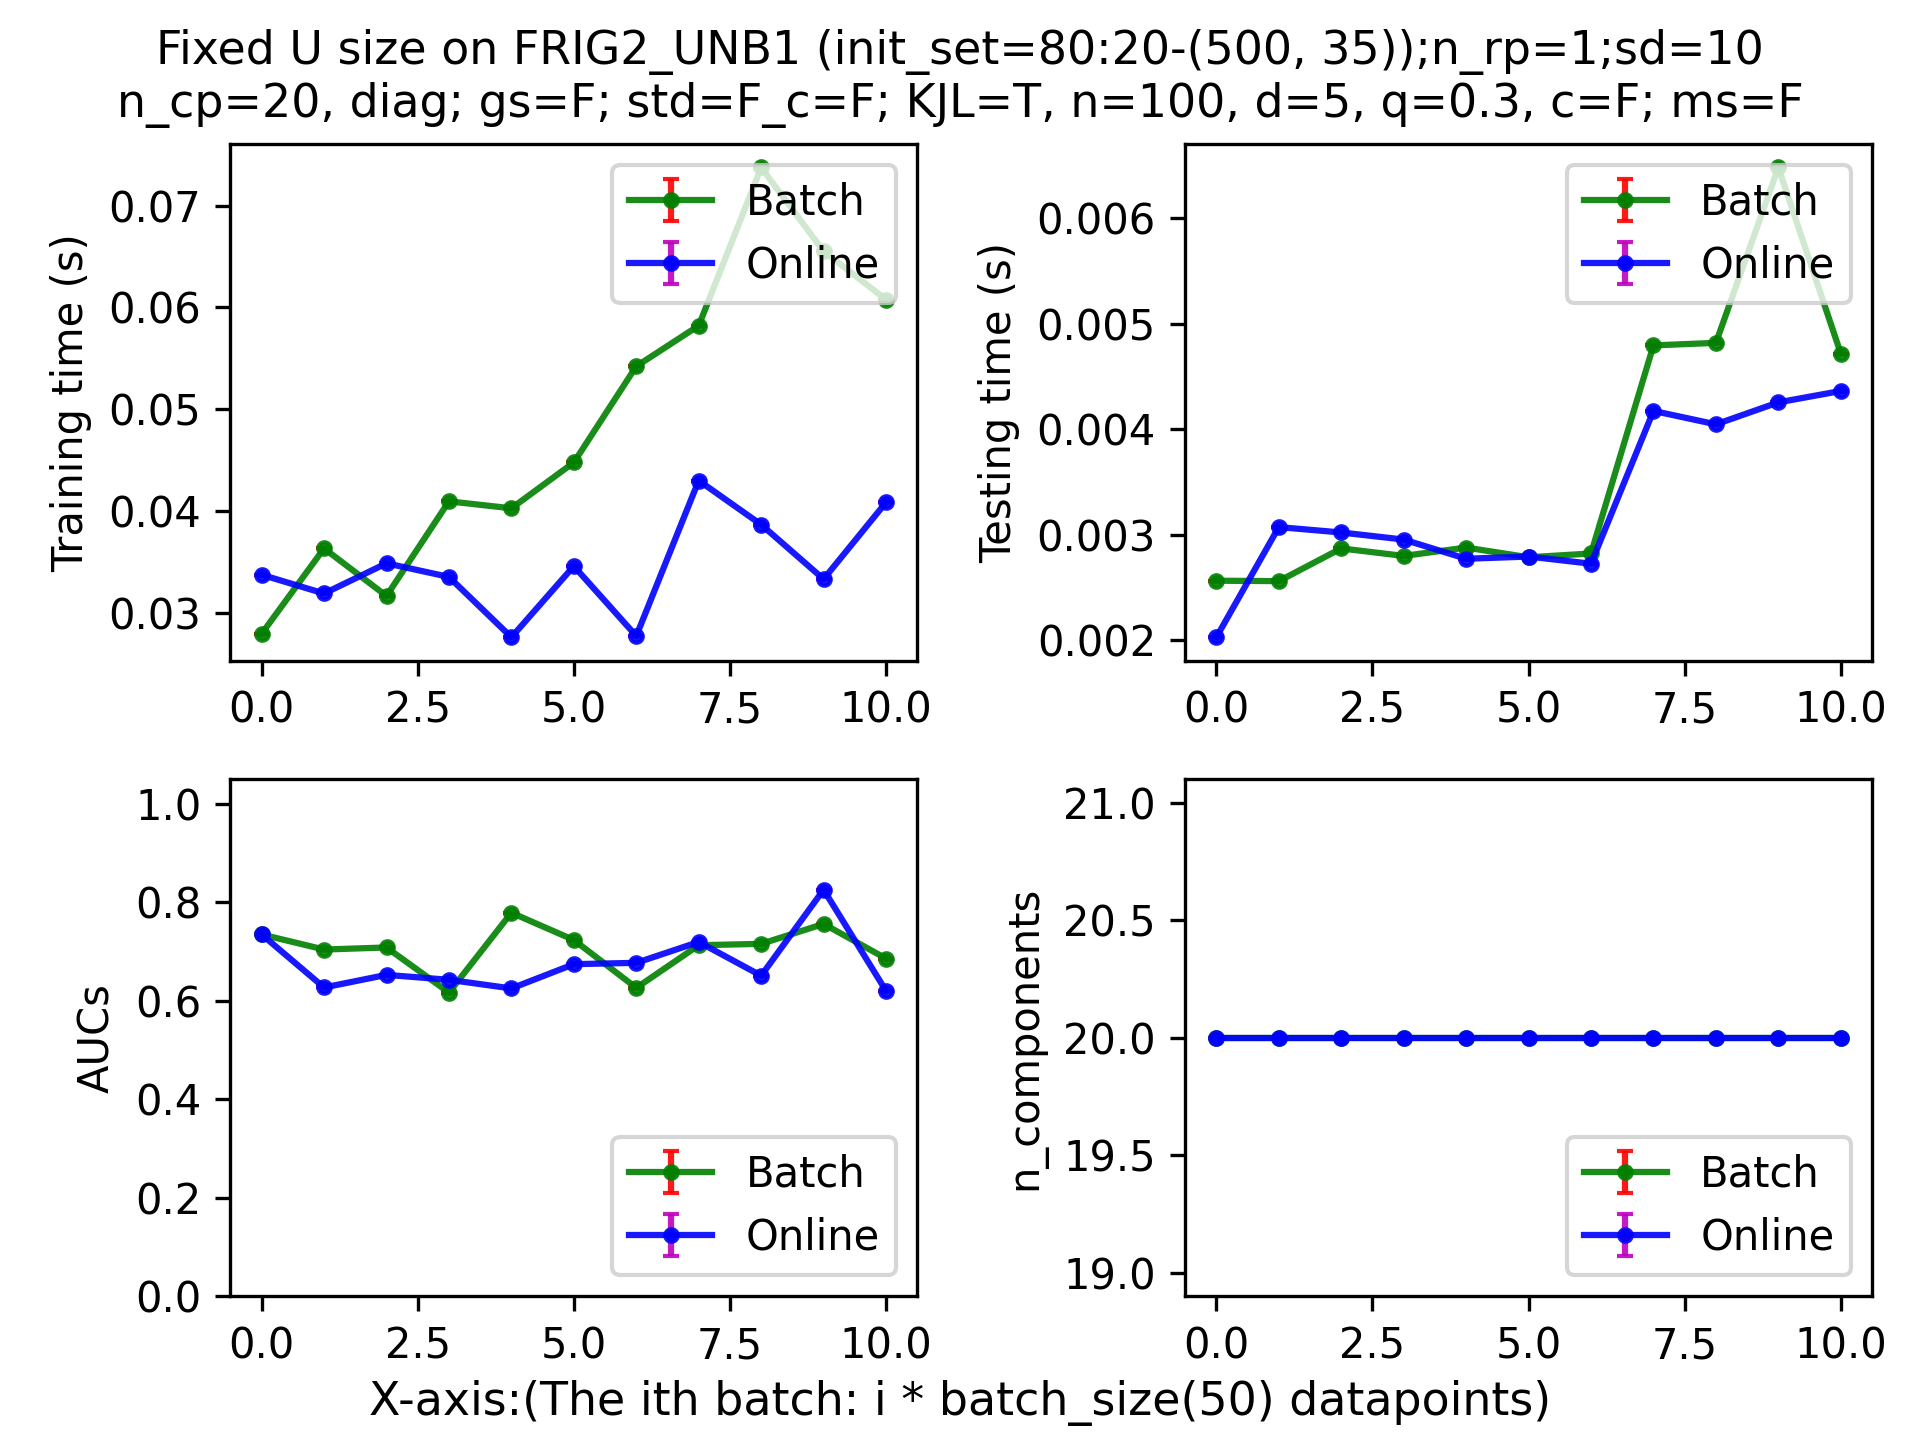 Fixed U size on FRIG2_UNB1 (init_set=80:20-(500, 35));n_rp=1;sd=10
n_cp=20, diag; gs=F; std=F_c=F; KJL=T, n=100, d=5, q=0.3, c=F; ms=F
Training time (s)
0.07
0.06
0.05
0.04
0.03
Batch
Online
0.0 2.5 5.0 7.5 10.0
Testing time (s)
0.006
0.005
0.004
0.003
0.002
Batch
Online
0.0 2.5 5.0 7.5 10.0
AUCs
1.0
0.8
0.6
0.4
0.2
0.0
Batch
Online
0.0 2.5 5.0 7.5 10.0
n_components
21.0
20.5
20.0
19.5
19.0
Batch
Online
0.0 2.5 5.0 7.5 10.0
X-axis:(The ith batch: i * batch_size(50) datapoints)